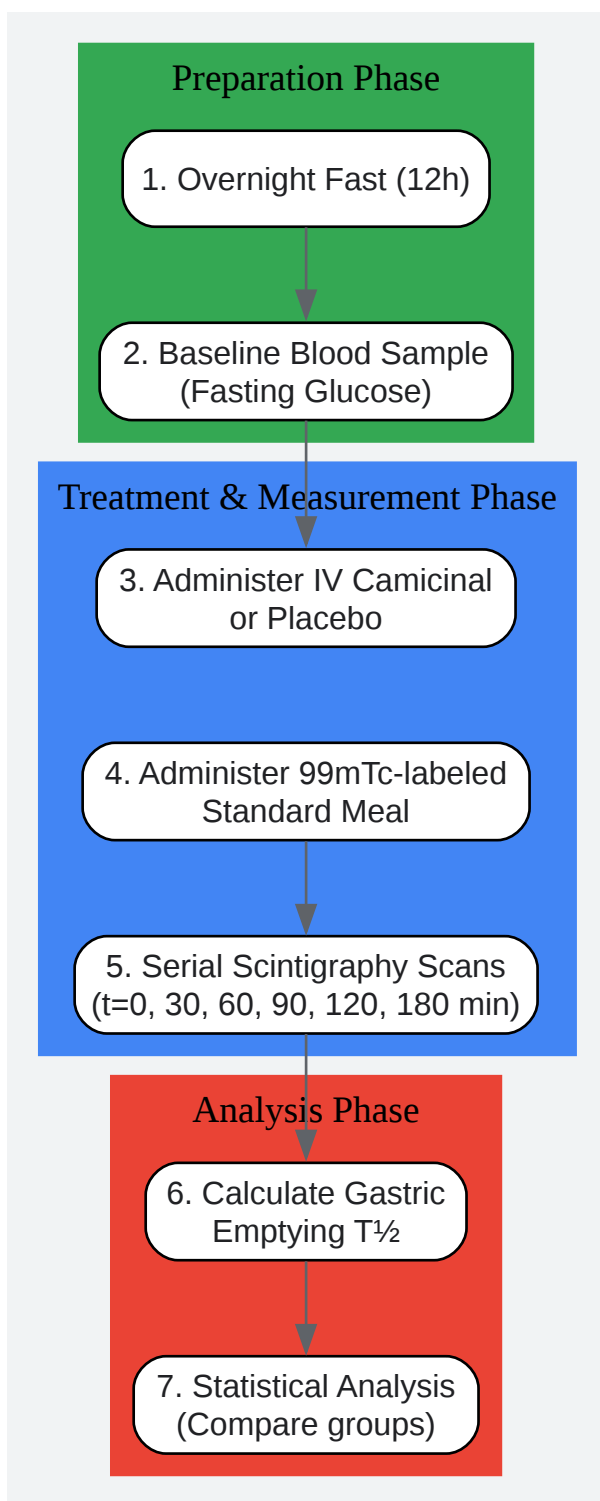 Preparation Phase
1. Overnight Fast (12h)
2. Baseline Blood Sample
(Fasting Glucose)
Treatment & Measurement Phase
3. Administer IV Camicinal
or Placebo
4. Administer 99mTc-labeled
Standard Meal
5. Serial Scintigraphy Scans
(t=0, 30, 60, 90, 120, 180 min)
Analysis Phase
6. Calculate Gastric
Emptying T½
7. Statistical Analysis
(Compare groups)